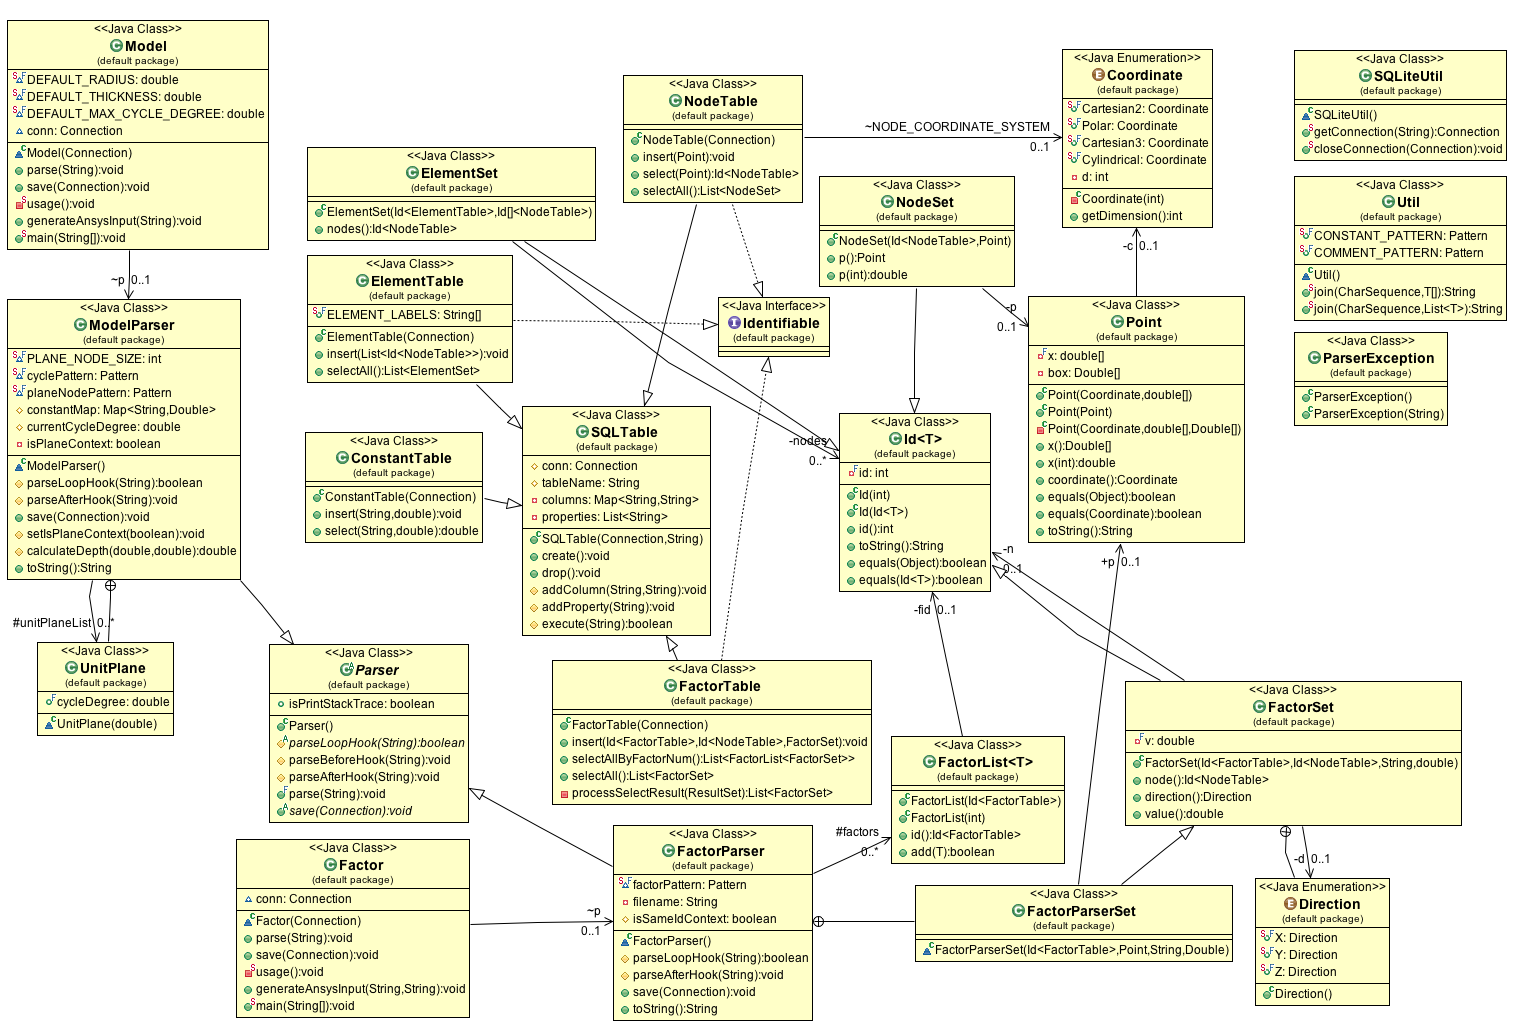 <<Java Class>>
Model
(default package)
DEFAULT_RADIUS: double
DEFAULT_THICKNESS: double
DEFAULT_MAX_CYCLE_DEGREE: double
conn: Connection
Model(Connection)
parse(String):void
save(Connection):void
usage():void
generateAnsysInput(String):void
main(String[]):void
~p 0..1
<<Java Class>>
ModelParser
(default package)
PLANE_NODE_SIZE: int
cyclePattern: Pattern
planeNodePattern: Pattern
constantMap: Map<String,Double>
currentCycleDegree: double
isPlaneContext: boolean
ModelParser()
parseLoopHook(String):boolean
parseAfterHook(String):void
save(Connection):void
setIsPlaneContext(boolean):void
calculateDepth(double,double):double
toString():String
#unitPlaneList 0..*
<<Java Class>>
UnitPlane
(default package)
cycleDegree: double
UnitPlane(double)
<<Java Class>>
ElementSet
(default package)
ElementSet(Id<ElementTable>,Id[]<NodeTable>)
nodes():Id<NodeTable>
<<Java Class>>
ElementTable
(default package)
ELEMENT_LABELS: String[]
ElementTable(Connection)
insert(List<Id<NodeTable>>):void
selectAll():List<ElementSet>
<<Java Class>>
ConstantTable
(default package)
ConstantTable(Connection)
insert(String,double):void
select(String,double):double
<<Java Class>>
Parser
(default package)
isPrintStackTrace: boolean
Parser()
parseLoopHook(String):boolean
parseBeforeHook(String):void
parseAfterHook(String):void
parse(String):void
save(Connection):void
<<Java Class>>
Factor
(default package)
conn: Connection
Factor(Connection)
parse(String):void
save(Connection):void
usage():void
generateAnsysInput(String,String):void
main(String[]):void
~p
0..1
<<Java Class>>
NodeTable
(default package)
NodeTable(Connection)
insert(Point):void
select(Point):Id<NodeTable>
selectAll():List<NodeSet>
~NODE_COORDINATE_SYSTEM
0..1
<<Java Interface>>
Identifiable
(default package)
<<Java Class>>
SQLTable
(default package)
conn: Connection
tableName: String
columns: Map<String,String>
properties: List<String>
SQLTable(Connection,String)
create():void
drop():void
addColumn(String,String):void
addProperty(String):void
execute(String):boolean
<<Java Class>>
FactorTable
(default package)
FactorTable(Connection)
insert(Id<FactorTable>,Id<NodeTable>,FactorSet):void
selectAllByFactorNum():List<FactorList<FactorSet>>
selectAll():List<FactorSet>
processSelectResult(ResultSet):List<FactorSet>
<<Java Class>>
FactorParser
(default package)
factorPattern: Pattern
filename: String
isSameIdContext: boolean
FactorParser()
parseLoopHook(String):boolean
parseAfterHook(String):void
save(Connection):void
toString():String
#factors
0..*
<<Java Class>>
NodeSet
(default package)
NodeSet(Id<NodeTable>,Point)
p():Point
p(int):double
-p
0..1
-nodes
0..*
<<Java Class>>
Id<T>
(default package)
id: int
Id(int)
Id(Id<T>)
id():int
toString():String
equals(Object):boolean
equals(Id<T>):boolean
-n
0..1
-fid 0..1
<<Java Class>>
FactorList<T>
(default package)
FactorList(Id<FactorTable>)
FactorList(int)
id():Id<FactorTable>
add(T):boolean
<<Java Class>>
FactorParserSet
(default package)
FactorParserSet(Id<FactorTable>,Point,String,Double)
<<Java Enumeration>>
Coordinate
(default package)
Cartesian2: Coordinate
Polar: Coordinate
Cartesian3: Coordinate
Cylindrical: Coordinate
d: int
Coordinate(int)
getDimension():int
-c 0..1
<<Java Class>>
Point
(default package)
x: double[]
box: Double[]
Point(Coordinate,double[])
Point(Point)
Point(Coordinate,double[],Double[])
x():Double[]
x(int):double
coordinate():Coordinate
equals(Object):boolean
equals(Coordinate):boolean
toString():String
+p 0..1
<<Java Class>>
FactorSet
(default package)
v: double
FactorSet(Id<FactorTable>,Id<NodeTable>,String,double)
node():Id<NodeTable>
direction():Direction
value():double
-d 0..1
<<Java Enumeration>>
Direction
(default package)
X: Direction
Y: Direction
Z: Direction
Direction()
<<Java Class>>
SQLiteUtil
(default package)
SQLiteUtil()
getConnection(String):Connection
closeConnection(Connection):void
<<Java Class>>
Util
(default package)
CONSTANT_PATTERN: Pattern
COMMENT_PATTERN: Pattern
Util()
join(CharSequence,T[]):String
join(CharSequence,List<T>):String
<<Java Class>>
ParserException
(default package)
ParserException()
ParserException(String)